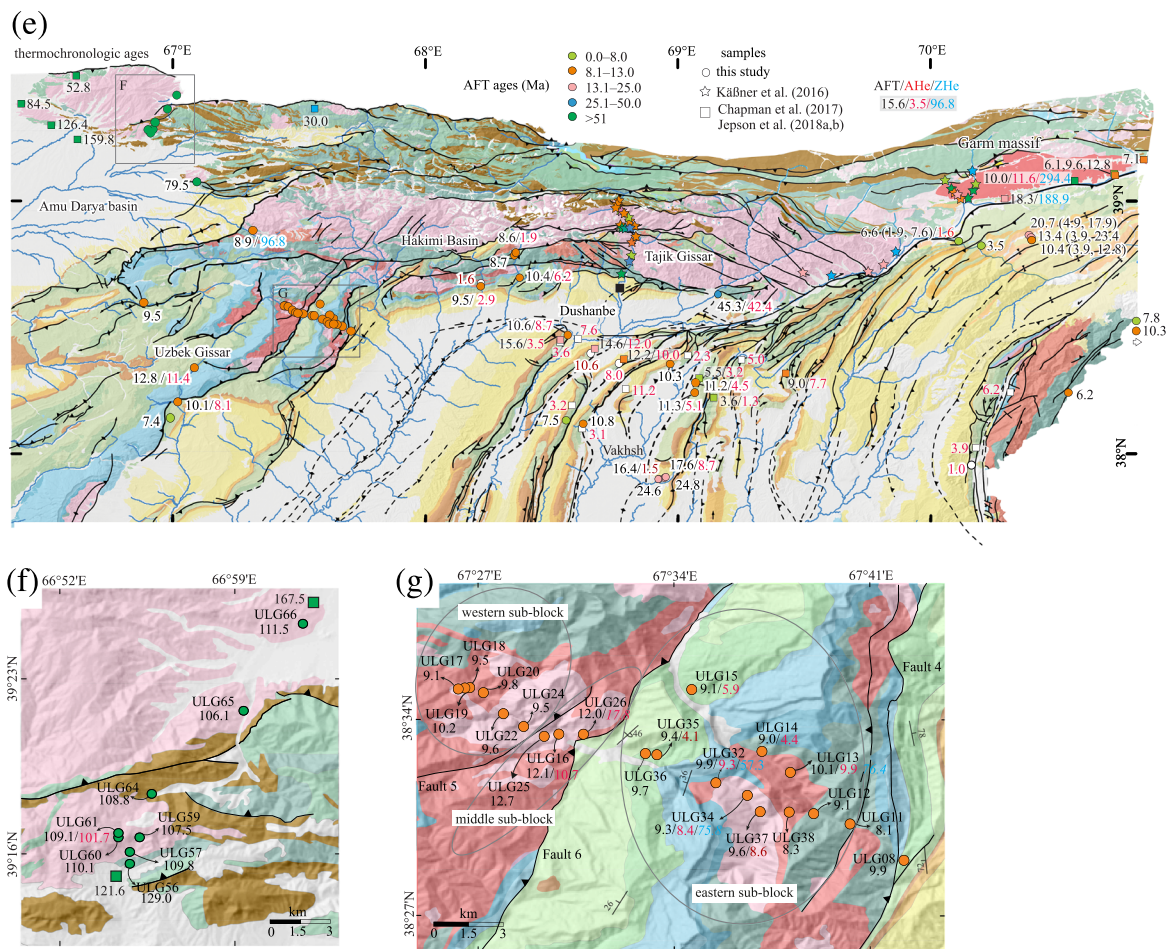 (e)
thermochronologic ages
67°E
68°E
69°E
70°E
AFT ages (Ma)
0.0–8.0
8.1–13.0
13.1–25.0
25.1–50.0
>51
samples
this study
Käßner et al. (2016)
Chapman et al. (2017)
Jepson et al. (2018a,b)
AFT/AHe/ZHe
15.6/3.5/96.8
F
52.8
84.5
126.4
159.8
30.0
79.5
Garm massif
6.1,9.6,12.8
7.1
10.0/11.6/294.4
18.3/188.9
39°N
Amu Darya basin
8.9/96.8
Hakimi Basin
8.6/1.9
8.7
Tajik Gissar
6.6 (1.9, 7.6)/1.6
3.5
20.7 (4.9, 17.9)
13.4 (3.9, 23.4
10.4 (3.9, 12.8)
1.6
10.4/6.2
9.5/2.9
G
9.5
45.3/42.4
Dushanbe
7.8
10.3
10.6/8.7
7.6
15.6/3.5
3.6
14.6/12.0
12.2/10.0
2.3
5.0
10.6
8.0
10.3
5.5/3.2
Uzbek Gissar
12.8 /11.4
11.2
11.2/4.5
9.0/7.7
6.2
6.2
10.1/8.1
11.3/5.1
3.6/1.3
7.4
3.2
7.5
10.8
3.1
Vakhsh
3.9
38°N
1.0
16.4/1.5
17.6/8.7
24.6
24.8
(f)
66°52'E
66°59'E
167.5
ULG66
111.5
39°23'N
ULG65
106.1
ULG64
108.8
ULG61
109.1/101.7
ULG59
107.5
ULG60
110.1
ULG57
109.8
39°16'N
121.6
ULG56
129.0
km
0 1.5 3
(g)
67°27'E
67°34'E
67°41'E
western sub-block
ULG18
9.5
ULG17
9.1
ULG20
9.8
Fault 4
ULG24
9.5
ULG15
9.1/5.9
ULG26
ULG19
10.2
12.0/17.3
38°34'N
ULG22
9.6
ULG35
9.4/4.1
ULG14
9.0/4.4
78
46
ULG16
12.1/10.7
ULG32
9.9/9.3/
ULG13
10.1/9.9
Fault 5
ULG25
12.7
ULG36
9.7
ULG12
9.1
middle sub-block
ULG34
9.3/8.4/
ULG37
9.6/8.6
ULG38
8.3
ULG11
8.1
Fault 6
ULG08
9.9
eastern sub-block
26
38°27'N
km
0 1.5 3